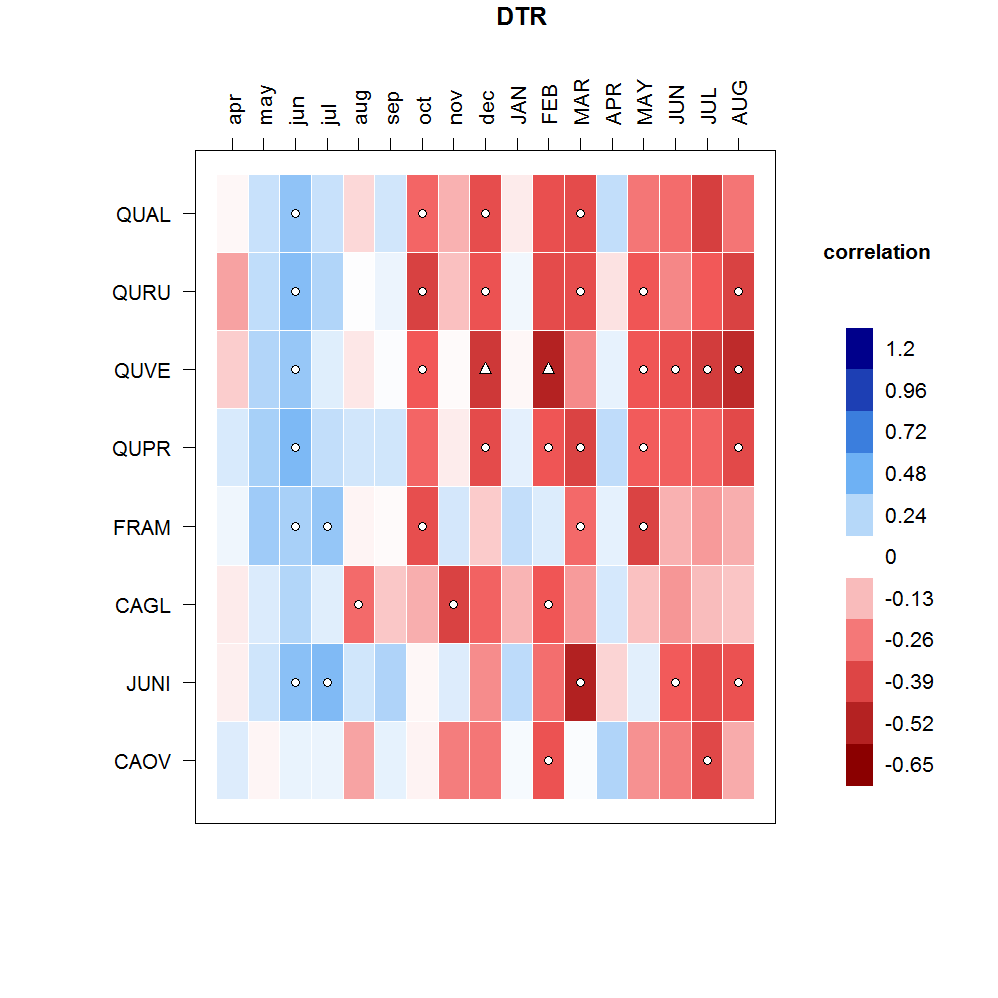 DTR
apr may jun jul aug sep oct nov dec JAN FEB MAR APR MAY JUN JUL AUG
QUAL
QURU
QUVE
QUPR
FRAM
CAGL
JUNI
CAOV
correlation
1.2
0.96
0.72
0.48
0.24
0
-0.13
-0.26
-0.39
-0.52
-0.65